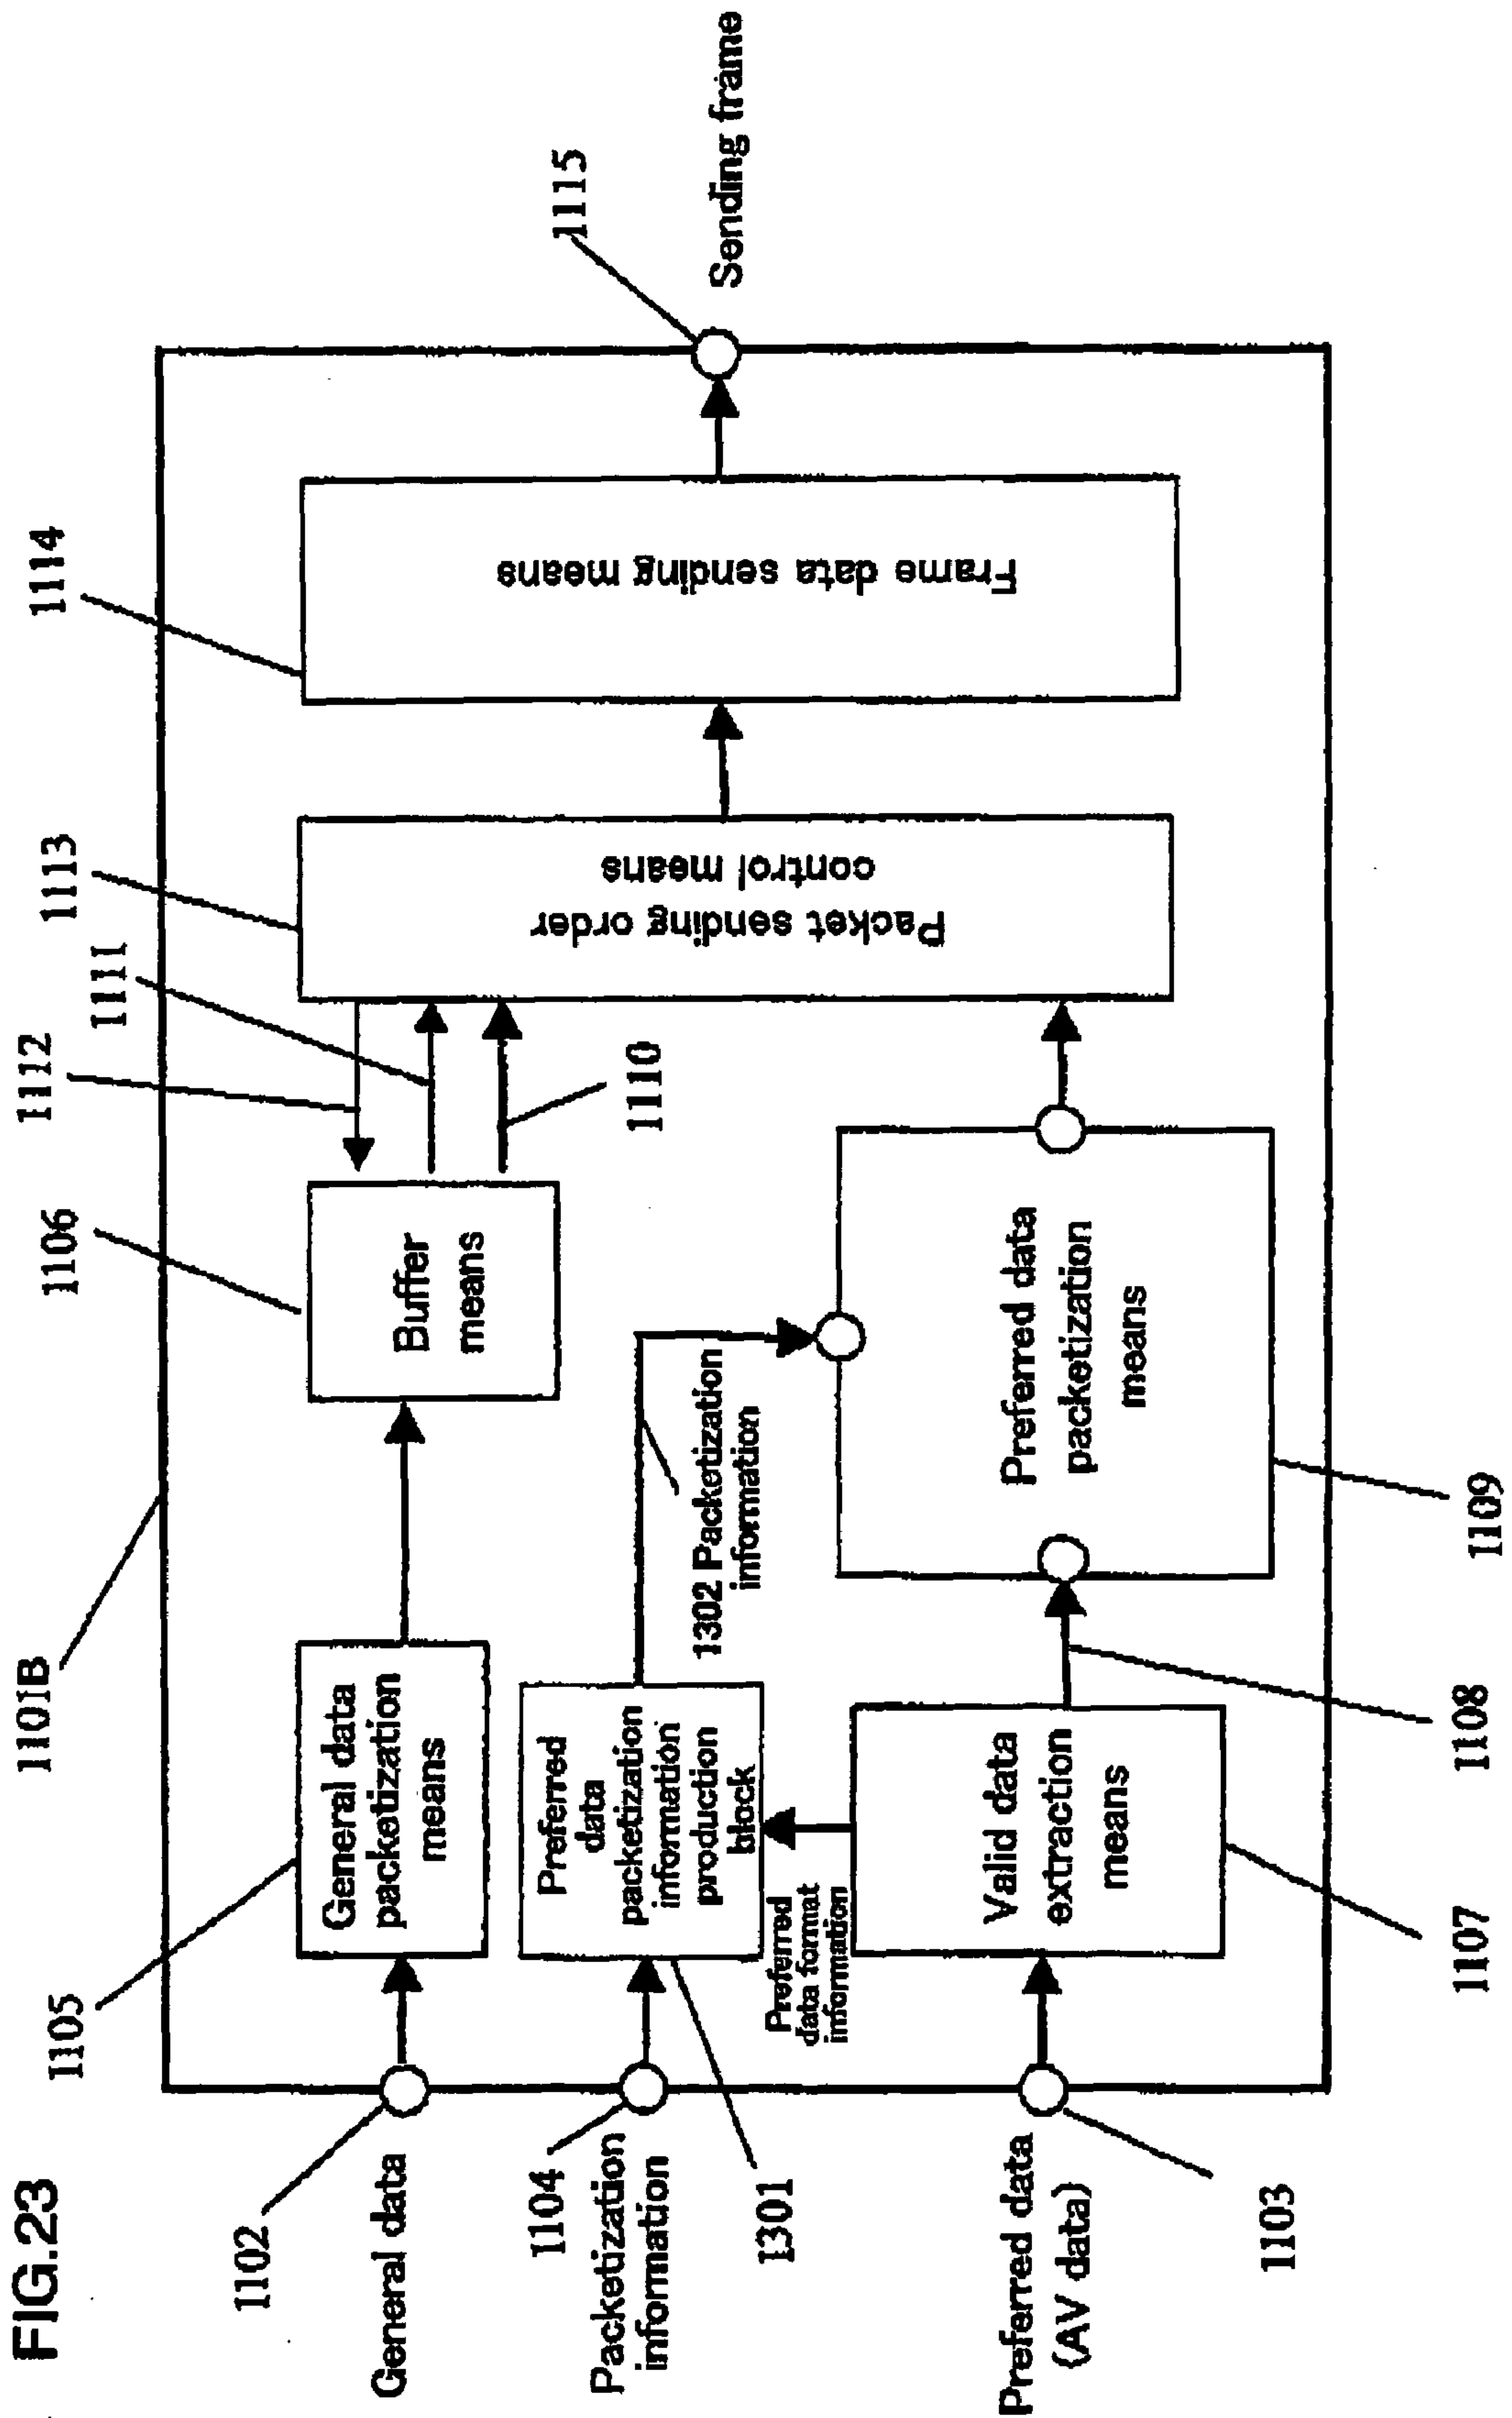 FIG.23
1101B
1102
General data
1105
General data
packetization
means
1106
Buffer
means
1112
1111
1110
1113
Packet sending order
control means
1114
Frame data sending means
1115
Sending frame
1104
Packetization
information
1301
Preferred
data
packetization
information
production
block
1302 Packetization
information
Preferred
data format
information
Preferred data
(AV data)
1103
Valid data
extraction
means
1107
1108
Preferred data
packetization
means
1109